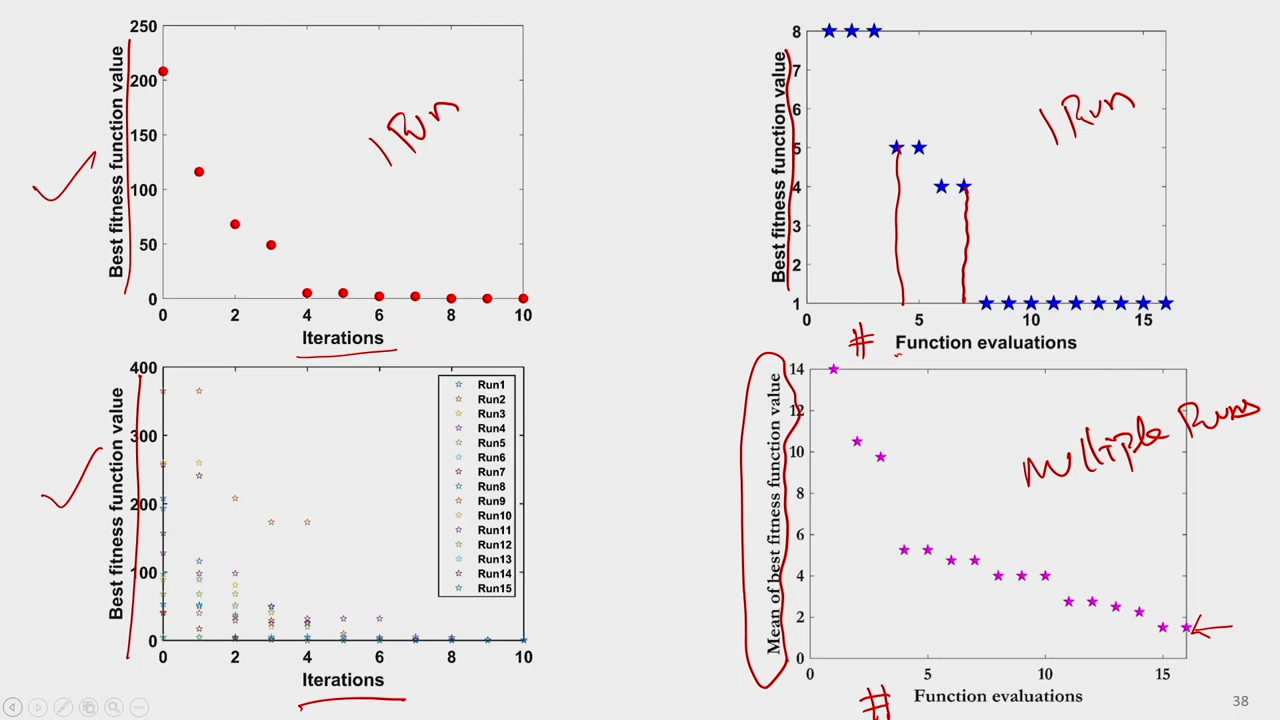 250
200
150
100
50
0
0 2 4 6 8 10
Best fitness function value
Iterations
1 Run
8
7
6
5
4
3
2
1
0 5 10 15
Best fitness function value
# Function evaluations
1 Run
400
300
200
100
0
0 2 4 6 8 10
Best fitness function value
Iterations
Run1
Run2
Run3
Run4
Run5
Run6
Run7
Run8
Run9
Run10
Run11
Run12
Run13
Run14
Run15
14
12
10
8
6
4
2
0
0 5 10 15
Mean of best fitness function value
# Function evaluations
Multiple Runs
38